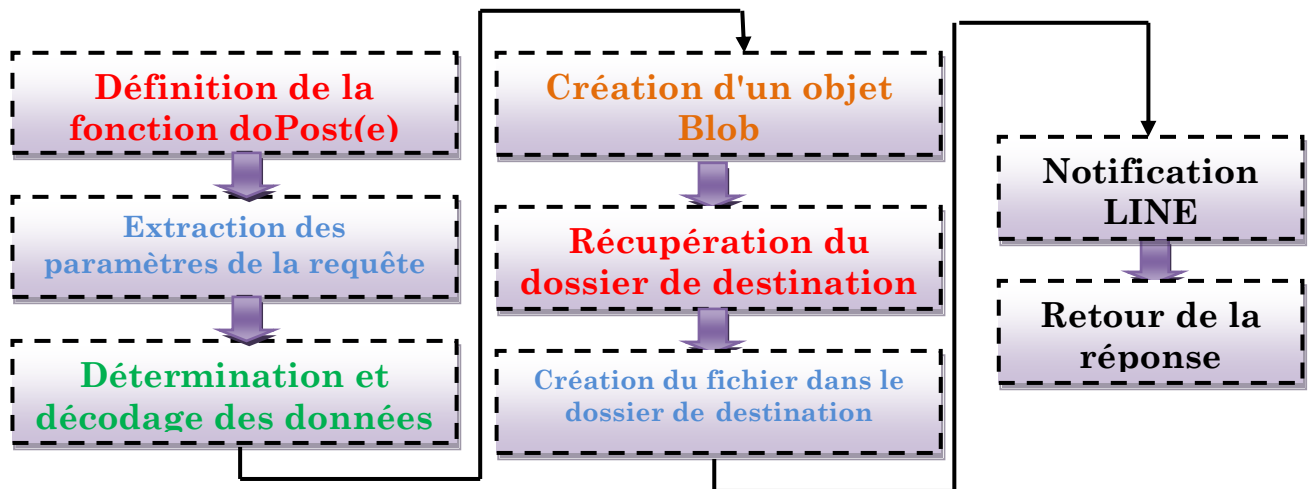 Définition de la
fonction doPost(e)
Extraction des
paramètres de la requête
Détermination et
décodage des données
Création d'un objet
Blob
Récupération du
dossier de destination
Création du fichier dans le
dossier de destination
Notification
LINE
Retour de la
réponse